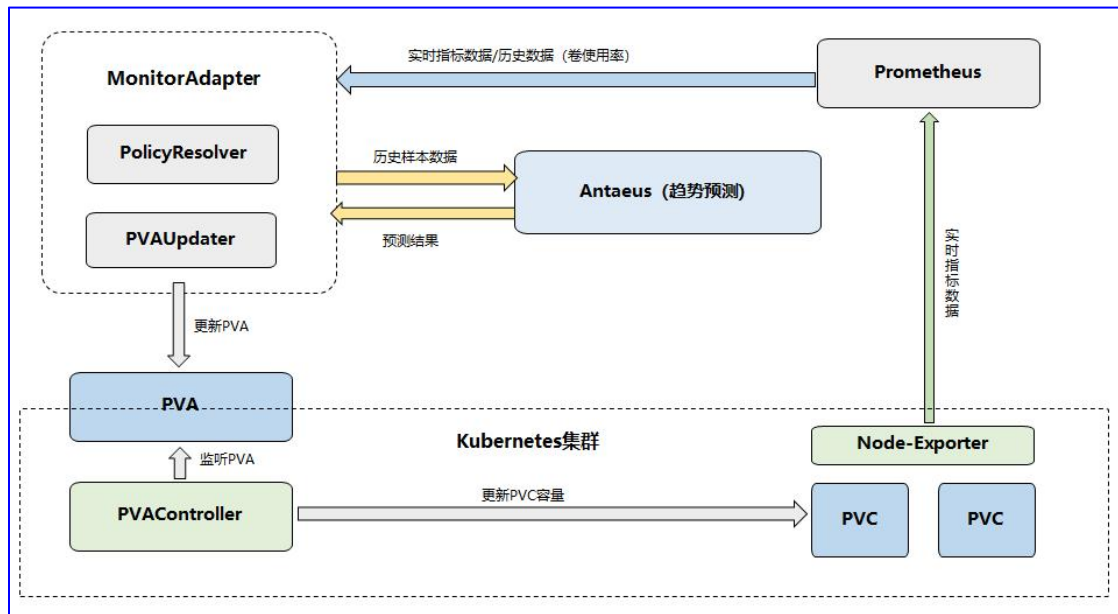 实时指标数据/历史数据（卷使用率）
MonitorAdapter
Prometheus
PolicyResolver
历史样本数据
Antaeus（趋势预测)
PVAUpdater
预测结果
实时指标数据
更新PVA
PVA
Kubernetes集群
Node-Exporter
监听PVA
PVAController
更新PVC容量
PVC
PVC